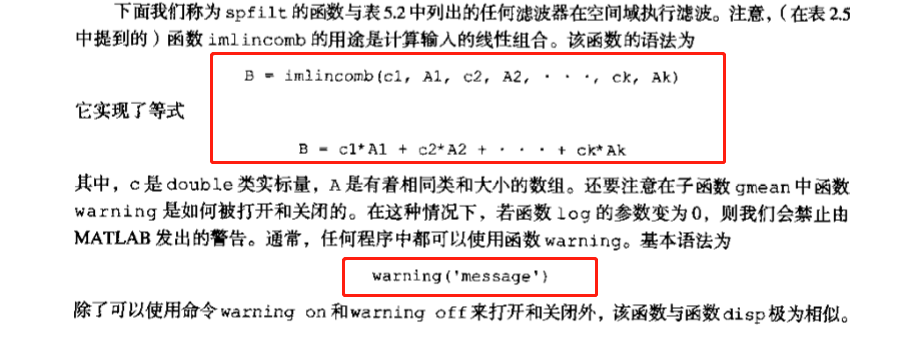 下面我们称为 spfilt 的函数与表5.2 中列出的任何滤波器在空间域执行滤波。注意,(在表 2.5
中提到的)函数 imlincomb 的用途是计算输入的线性组合。该函数的语法为
B = imlincomb(c1, A1, c2, A2, · · ·, ck, Ak)
它实现了等式
B = c1*A1 + c2*A2 + · · · + ck*Ak
其中，c 是 double 类实标量，A 是有着相同类和大小的数组。还要注意在子函数 gmean 中函数
warning 是如何被打开和关闭的。在这种情况下，若函数 log 的参数变为 0，则我们会禁止由
MATLAB 发出的警告。通常，任何程序中都可以使用函数 warning。基本语法为
warning('message')
除了可以使用命令 warning on 和 warning off 来打开和关闭外，该函数与函数 disp 极为相似。